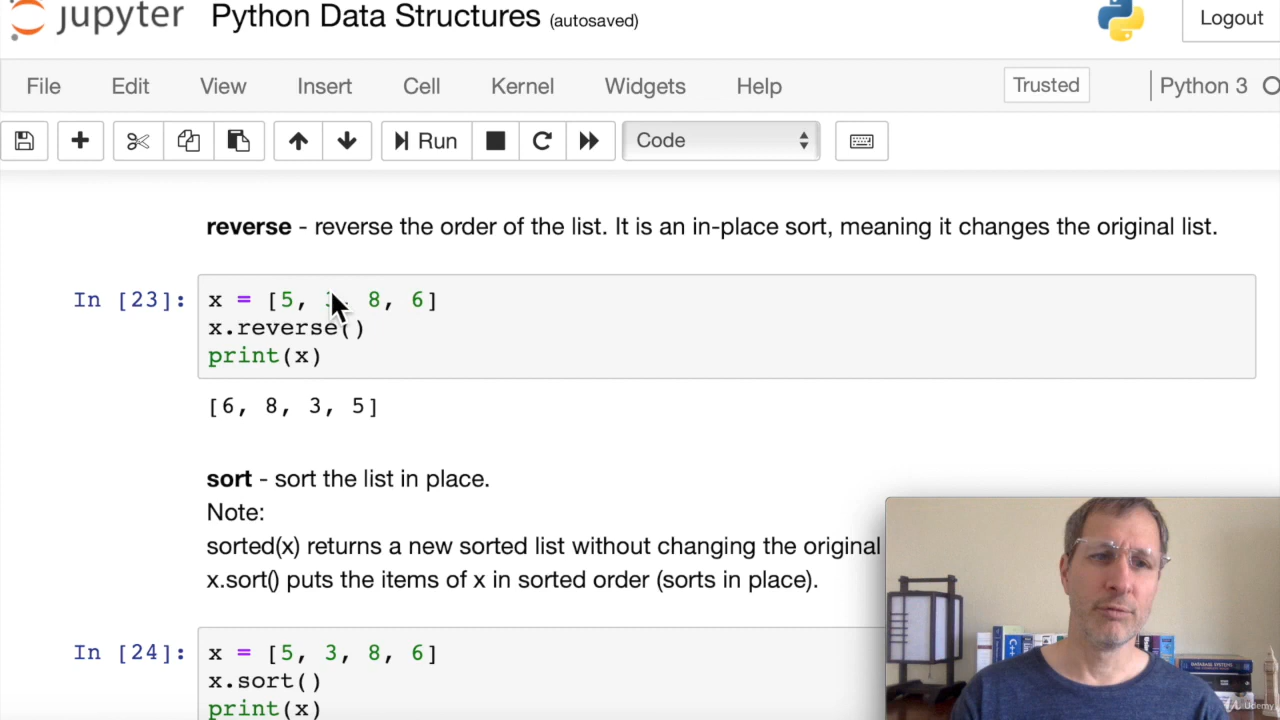 jupyter Python Data Structures (autosaved) Logout
File Edit View Insert Cell Kernel Widgets Help Trusted Python 3
Run Code
reverse - reverse the order of the list. It is an in-place sort, meaning it changes the original list.
In [23]: x = [5, 3, 8, 6]
x.reverse()
print(x)
[6, 8, 3, 5]
sort - sort the list in place.
Note:
sorted(x) returns a new sorted list without changing the original
x.sort() puts the items of x in sorted order (sorts in place).
In [24]: x = [5, 3, 8, 6]
x.sort()
print(x)
C++
DATABASE SYSTEMS
Udemy